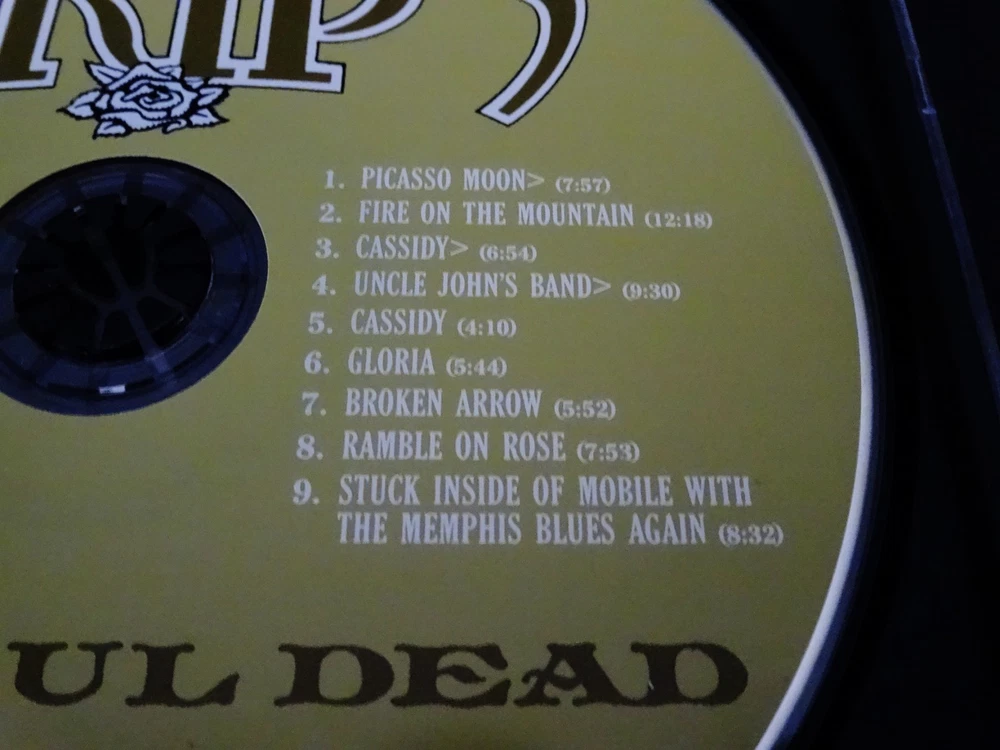 RIP
1. PICASSO MOON> (7:57)
2. FIRE ON THE MOUNTAIN (12:18)
3. CASSIDY> (6:54)
4. UNCLE JOHN'S BAND> (9:30)
5. CASSIDY (4:10)
6. GLORIA (5:44)
7. BROKEN ARROW (5:52)
8. RAMBLE ON ROSE (7:53)
9. STUCK INSIDE OF MOBILE WITH
THE MEMPHIS BLUES AGAIN (8:32)
UL DEAD